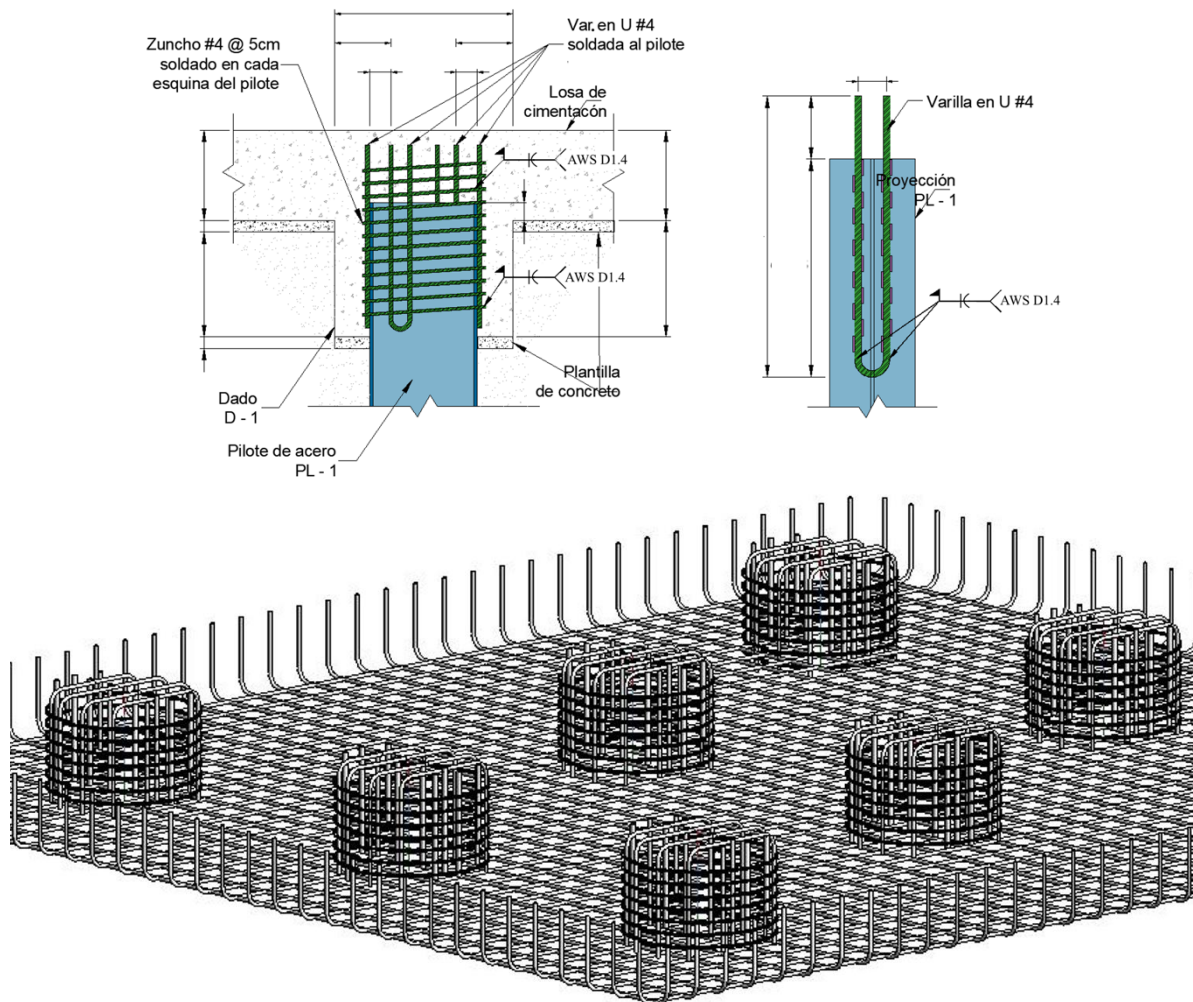 Zuncho #4 @ 5cm
soldado en cada
esquina del pilote
Var. en U #4
soldada al pilote
Losa de
cimentacón
AWS D1.4
AWS D1.4
Dado
D - 1
Plantilla
de concreto
Pilote de acero
PL - 1
Varilla en U #4
Proyección
PL - 1
AWS D1.4